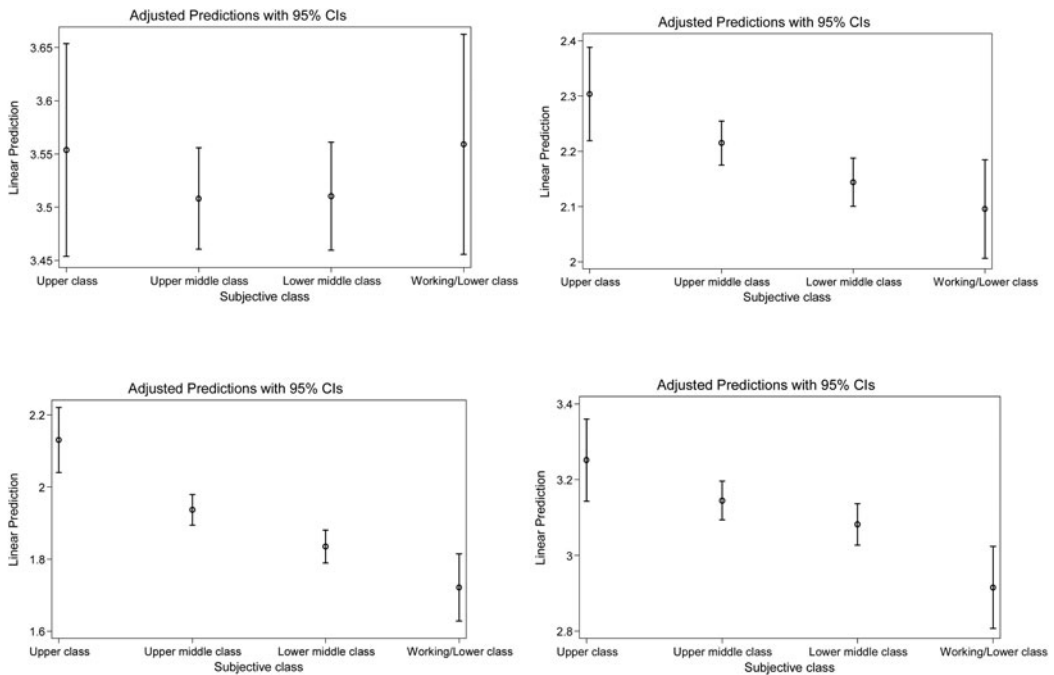 Adjusted Predictions with 95% CIs
Linear Prediction
3.65
3.6
3.55
3.5
3.45
Upper class Upper middle class Lower middle class Working/Lower class
Subjective class
Adjusted Predictions with 95% CIs
Linear Prediction
2.4
2.3
2.2
2.1
2
Upper class Upper middle class Lower middle class Working/Lower class
Subjective class
Adjusted Predictions with 95% CIs
Linear Prediction
2.2
2
1.8
1.6
Upper class Upper middle class Lower middle class Working/Lower class
Subjective class
Adjusted Predictions with 95% CIs
Linear Prediction
3.4
3.2
3
2.8
Upper class Upper middle class Lower middle class Working/Lower class
Subjective class